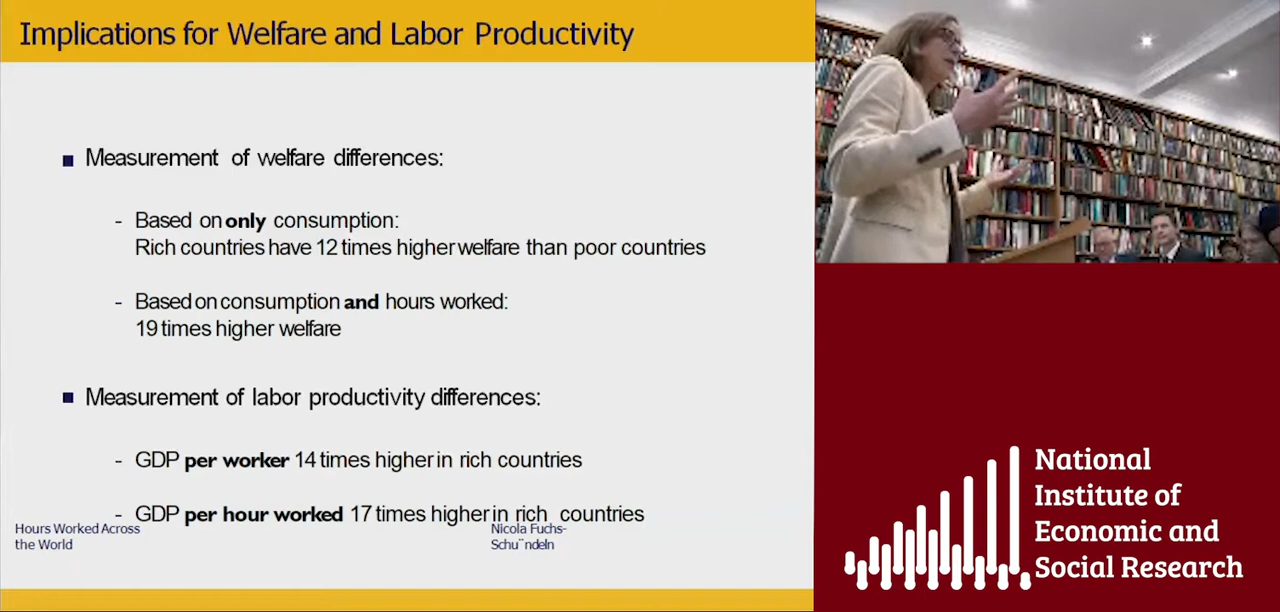 Implications for Welfare and Labor Productivity
Measurement of welfare differences:
- Based on only consumption:
Rich countries have 12 times higher welfare than poor countries
- Based on consumption and hours worked:
19 times higher welfare
Measurement of labor productivity differences:
- GDP per worker 14 times higher in rich countries
- GDP per hour worked 17 times higher in rich countries
Hours Worked Across
the World
Nicola Fuchs-
Schu¨ndeln
National
Institute of
Economic and
Social Research